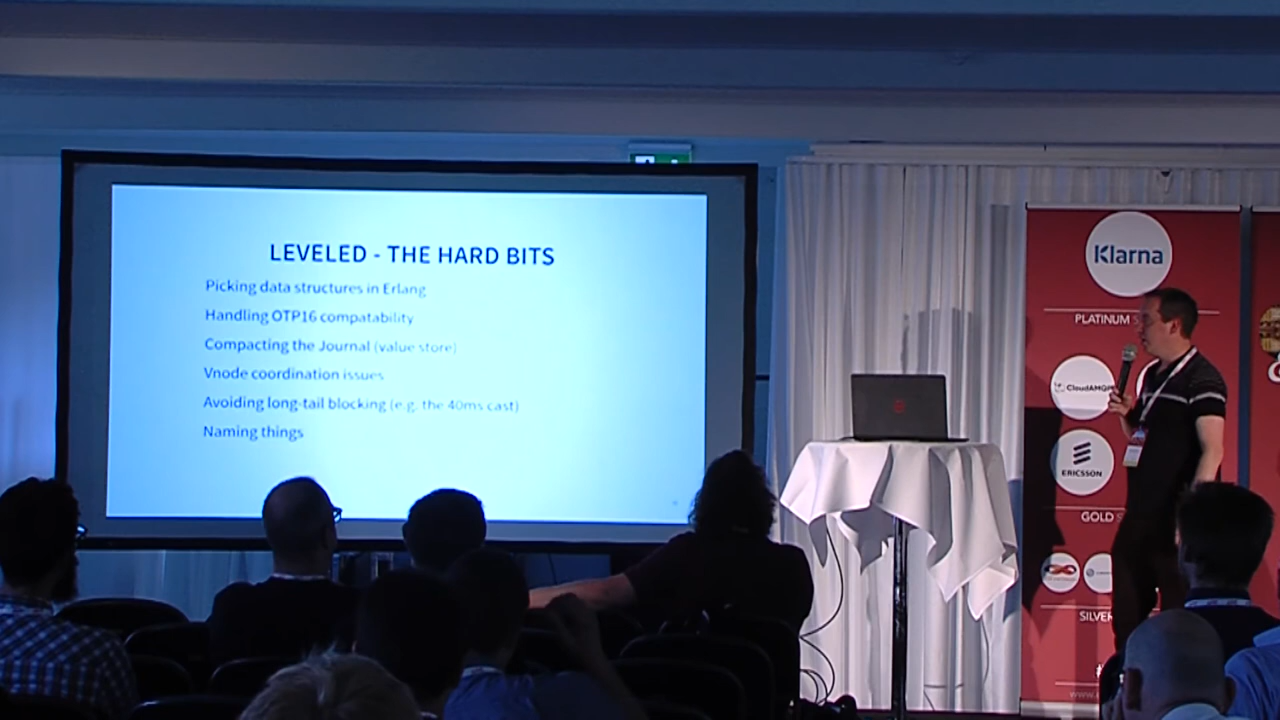 LEVELED - THE HARD BITS
Picking data structures in Erlang
Handling OTP16 compatability
Compacting the Journal (value store)
Vnode coordination issues
Avoiding long-tail blocking (e.g. the 40ms cast)
Naming things
Klarna
PLATINUM
CloudAMQP
ERICSSON
GOLD
SILVER